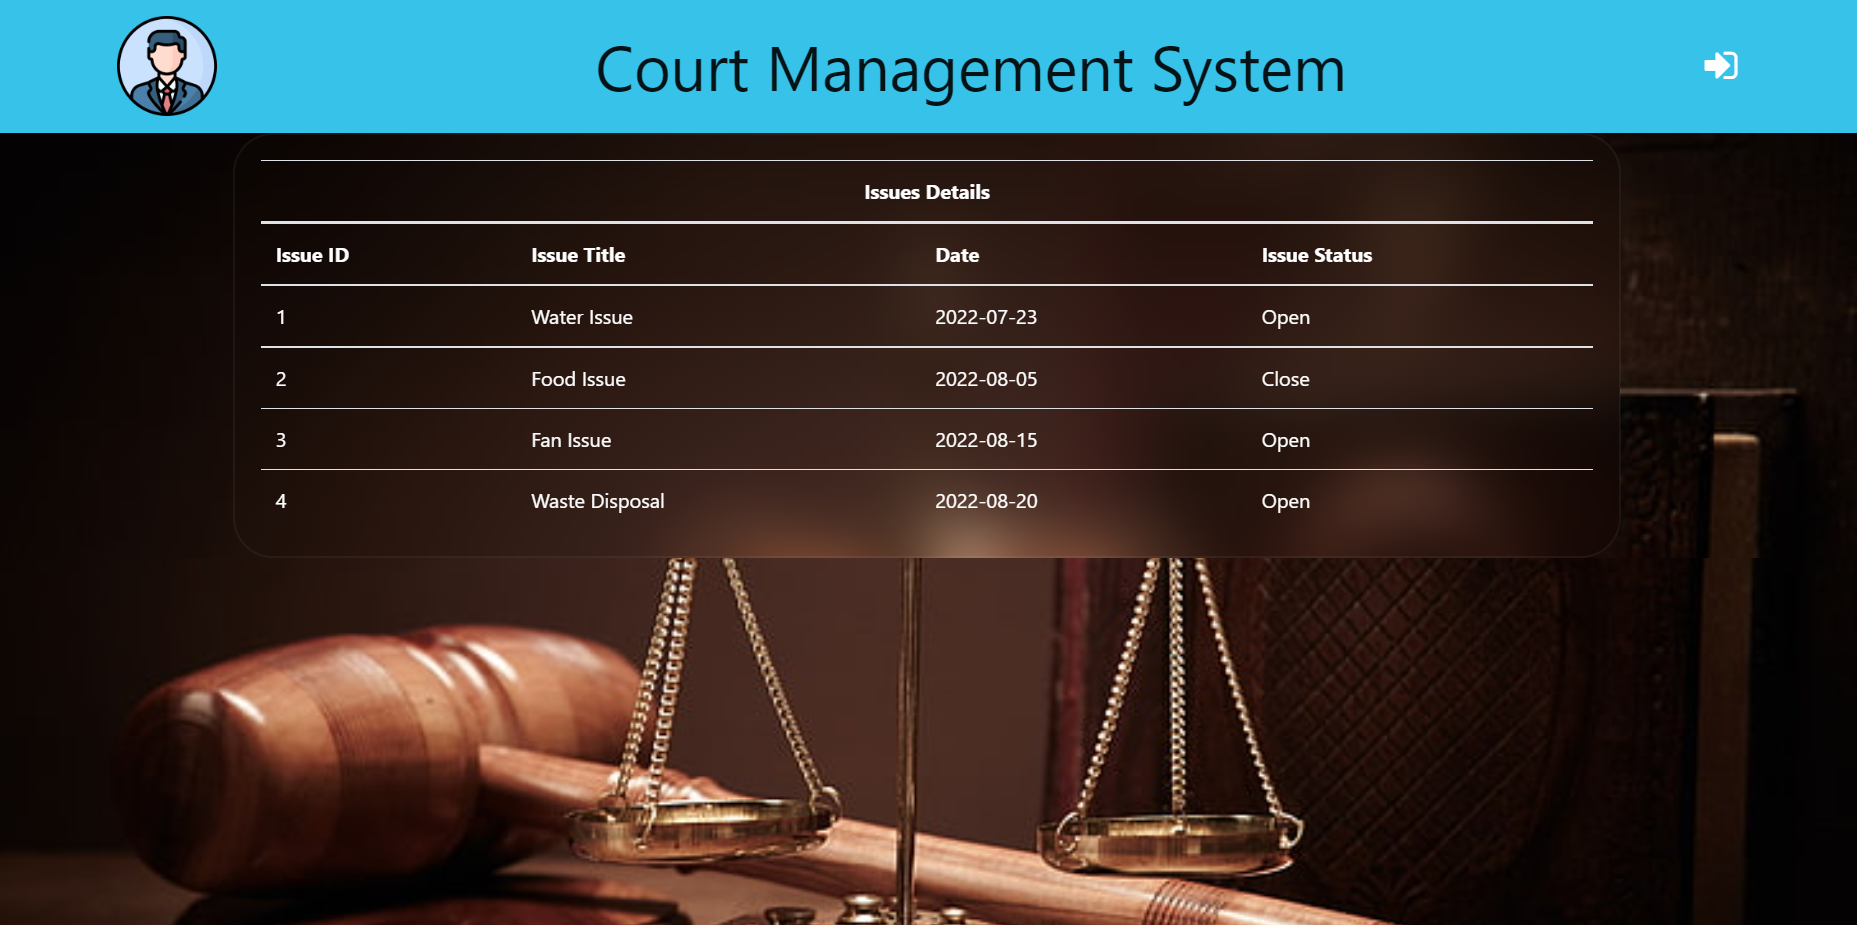 Court Management System
Issues Details
Issue ID Issue Title Date Issue Status
1 Water Issue 2022-07-23 Open
2 Food Issue 2022-08-05 Close
3 Fan Issue 2022-08-15 Open
4 Waste Disposal 2022-08-20 Open